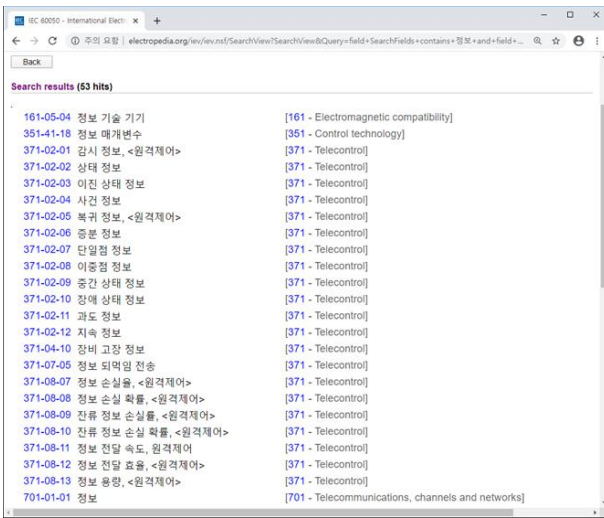 IEC 60050 - International Electr
주의 요함 electropedia.org/iev/iev.nsf/SearchView?SearchView&Query=field+SearchFields+contains+정보+and+field+...
Back
Search results (53 hits)
161-05-04 정보 기술 기기 [161 - Electromagnetic compatibility]
351-41-18 정보 매개변수 [351 - Control technology]
371-02-01 감시 정보, <원격제어> [371 - Telecontrol]
371-02-02 상태 정보 [371 - Telecontrol]
371-02-03 이진 상태 정보 [371 - Telecontrol]
371-02-04 사건 정보 [371 - Telecontrol]
371-02-05 복귀 정보, <원격제어> [371 - Telecontrol]
371-02-06 증분 정보 [371 - Telecontrol]
371-02-07 단일점 정보 [371 - Telecontrol]
371-02-08 이중점 정보 [371 - Telecontrol]
371-02-09 중간 상태 정보 [371 - Telecontrol]
371-02-10 장애 상태 정보 [371 - Telecontrol]
371-02-11 과도 정보 [371 - Telecontrol]
371-02-12 지속 정보 [371 - Telecontrol]
371-04-10 장비 고장 정보 [371 - Telecontrol]
371-07-05 정보 되먹임 전송 [371 - Telecontrol]
371-08-07 정보 손실율, <원격제어> [371 - Telecontrol]
371-08-08 정보 손실 확률, <원격제어> [371 - Telecontrol]
371-08-09 잔류 정보 손실률, <원격제어> [371 - Telecontrol]
371-08-10 잔류 정보 손실 확률, <원격제어> [371 - Telecontrol]
371-08-11 정보 전달 속도, 원격제어 [371 - Telecontrol]
371-08-12 정보 전달 효율, <원격제어> [371 - Telecontrol]
371-08-13 정보 용량, <원격제어> [371 - Telecontrol]
701-01-01 정보 [701 - Telecommunications, channels and networks]